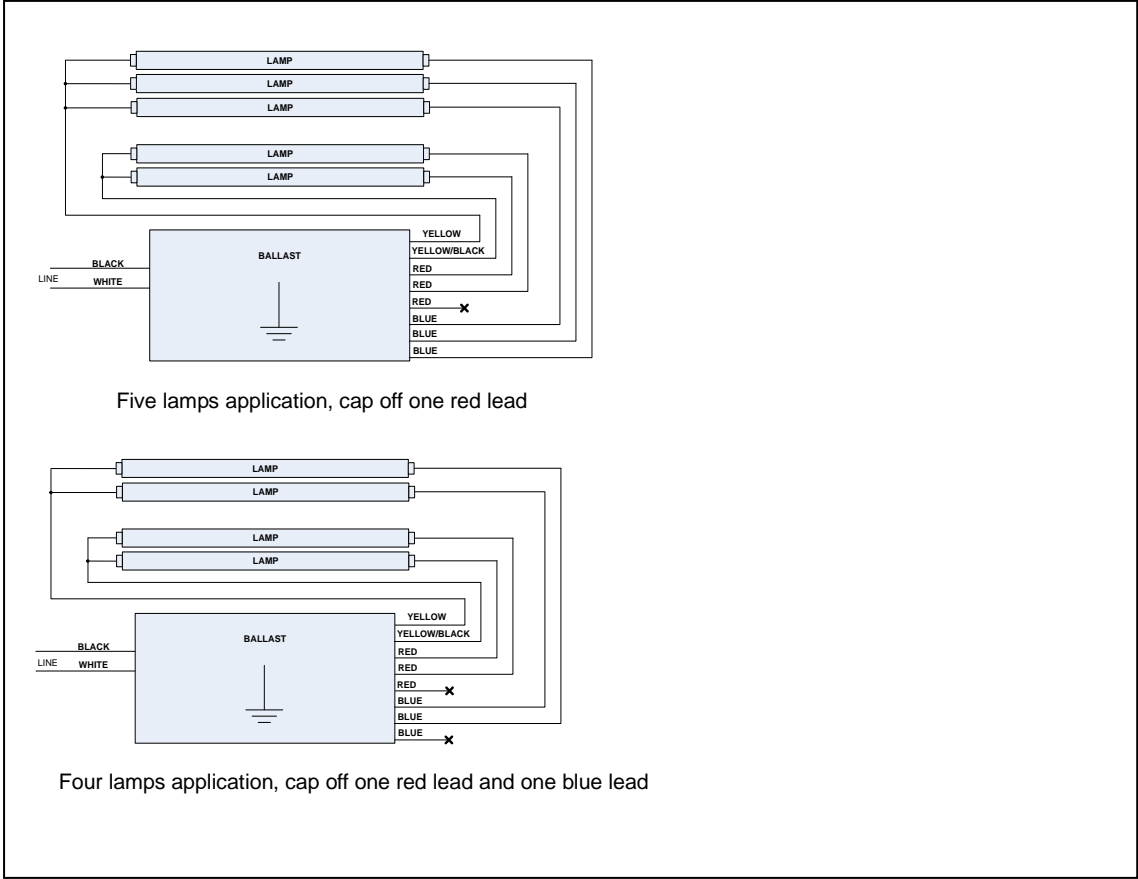 LAMP
LAMP
LAMP
LAMP
LAMP
YELLOW
YELLOW/BLACK
BALLAST
BLACK
RED
LINE
WHITE
RED
RED
BLUE
BLUE
BLUE
Five lamps application, cap off one red lead
LAMP
LAMP
LAMP
LAMP
YELLOW
YELLOW/BLACK
BALLAST
BLACK
RED
LINE
WHITE
RED
RED
BLUE
BLUE
BLUE
Four lamps application, cap off one red lead and one blue lead